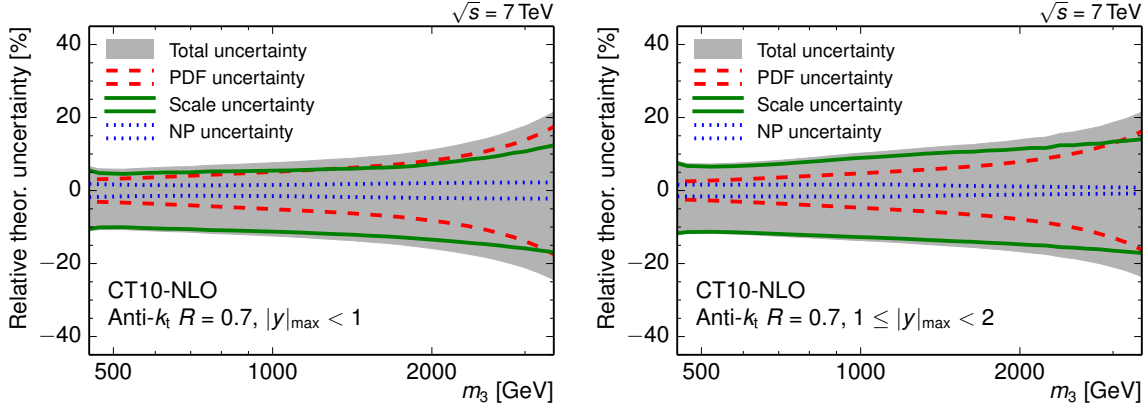 √s = 7 TeV
Relative theor. uncertainty [%]
40
20
0
−20
−40
Total uncertainty
PDF uncertainty
Scale uncertainty
NP uncertainty
CT10-NLO
Anti-kt R = 0.7, |y|max < 1
500 1000 2000
m3 [GeV]
√s = 7 TeV
Relative theor. uncertainty [%]
40
20
0
−20
−40
Total uncertainty
PDF uncertainty
Scale uncertainty
NP uncertainty
CT10-NLO
Anti-kt R = 0.7, 1 ≤ |y|max < 2
500 1000 2000
m3 [GeV]